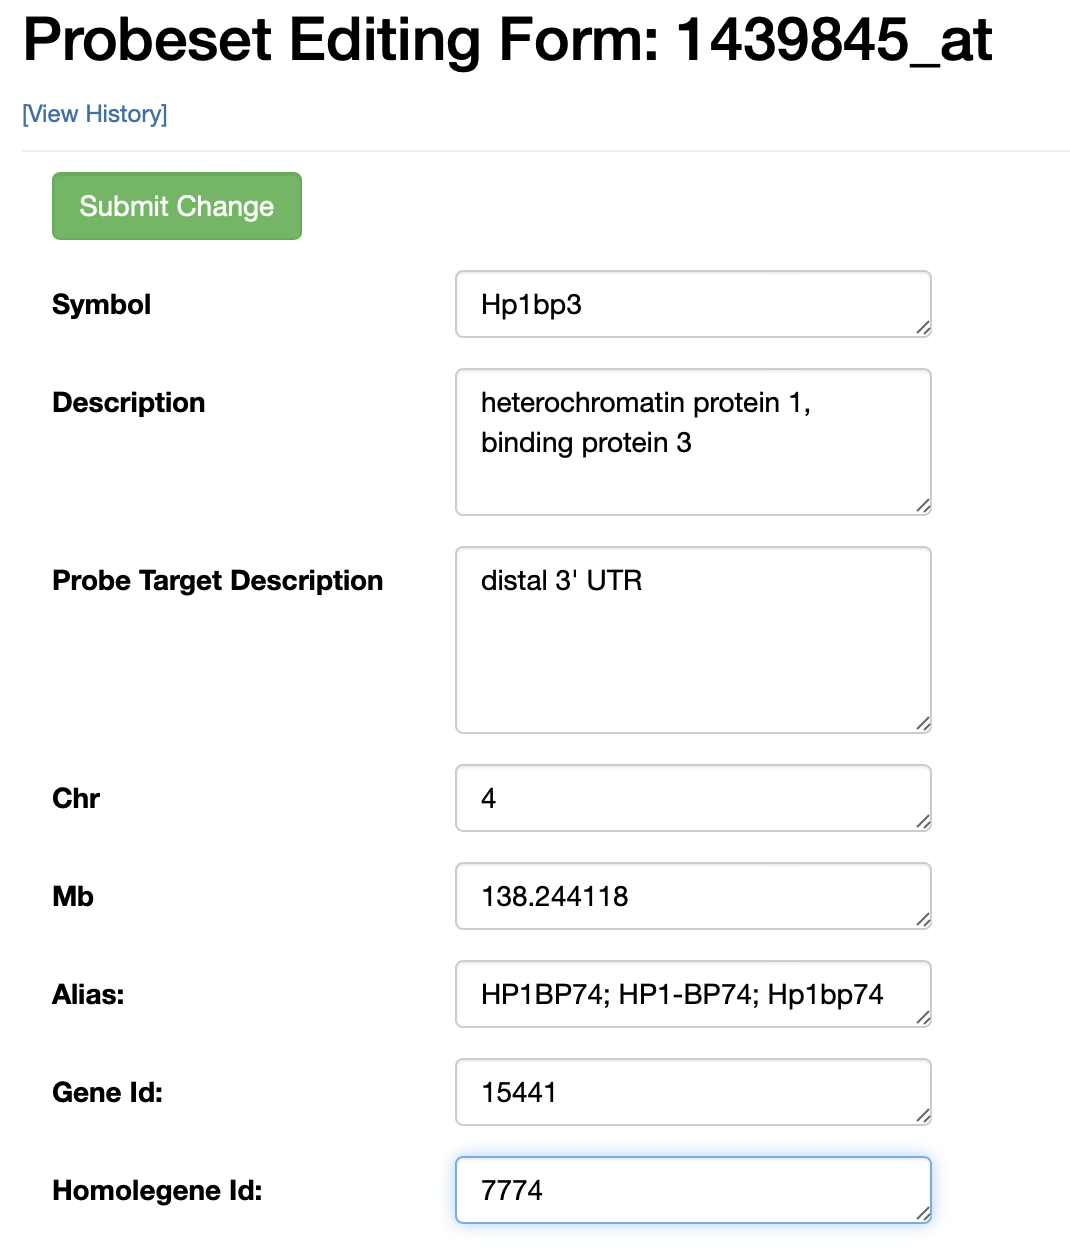 Probeset Editing Form: 1439845_at
[View History]
Submit Change
Symbol
Hp1bp3
Description
heterochromatin protein 1,
binding protein 3
Probe Target Description
distal 3' UTR
Chr
4
Mb
138.244118
Alias:
HP1BP74; HP1-BP74; Hp1bp74
Gene Id:
15441
Homolegene Id:
7774